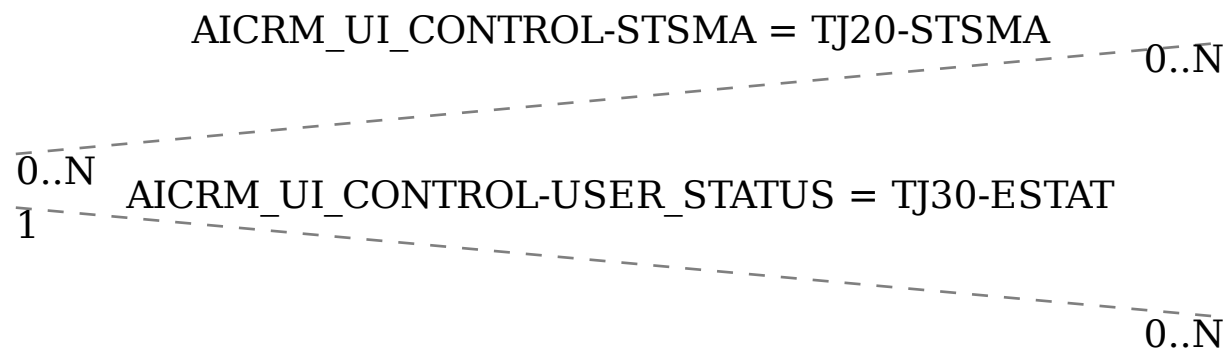 AICRM_UI_CONTROL-STSMA = TJ20-STSMA
0..N
0..N
AICRM_UI_CONTROL-USER_STATUS = TJ30-ESTAT
1
0..N